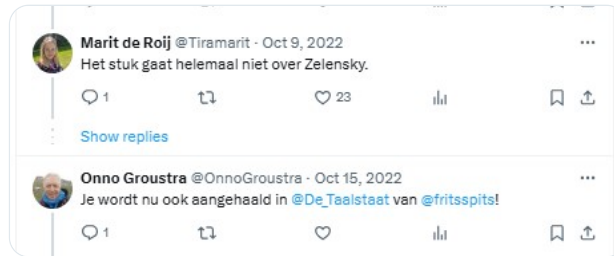 Marit de Roij @Tiramarit · Oct 9, 2022
Het stuk gaat helemaal niet over Zelensky.
1 23
Show replies
Onno Groustra @OnnoGroustra · Oct 15, 2022
Je wordt nu ook aangehaald in @De_Taalstaat van @fritsspits!
1